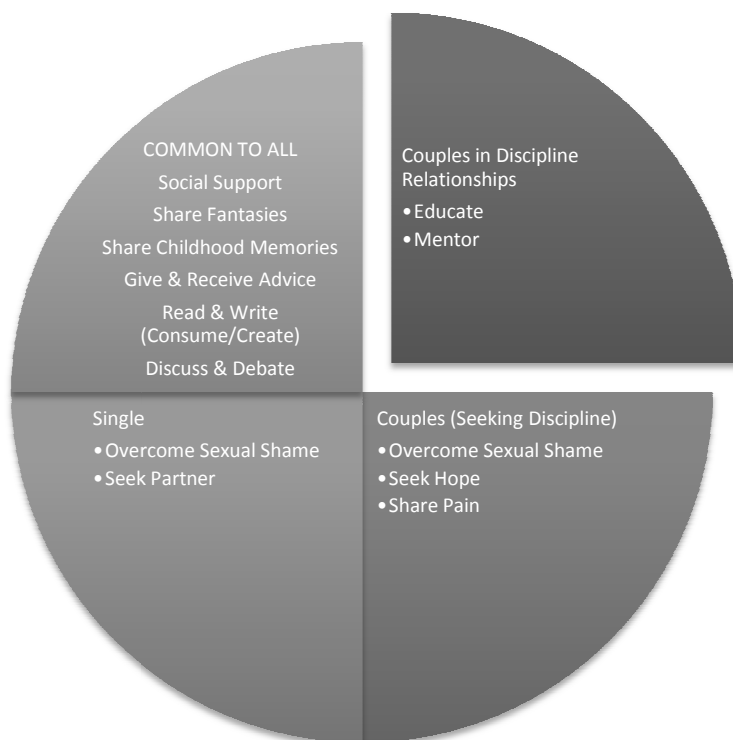 COMMON TO ALL
Social Support
Share Fantasies
Share Childhood Memories
Give & Receive Advice
Read & Write
(Consume/Create)
Discuss & Debate
Couples in Discipline
Relationships
•Educate
•Mentor
Single
•Overcome Sexual Shame
•Seek Partner
Couples (Seeking Discipline)
•Overcome Sexual Shame
•Seek Hope
•Share Pain